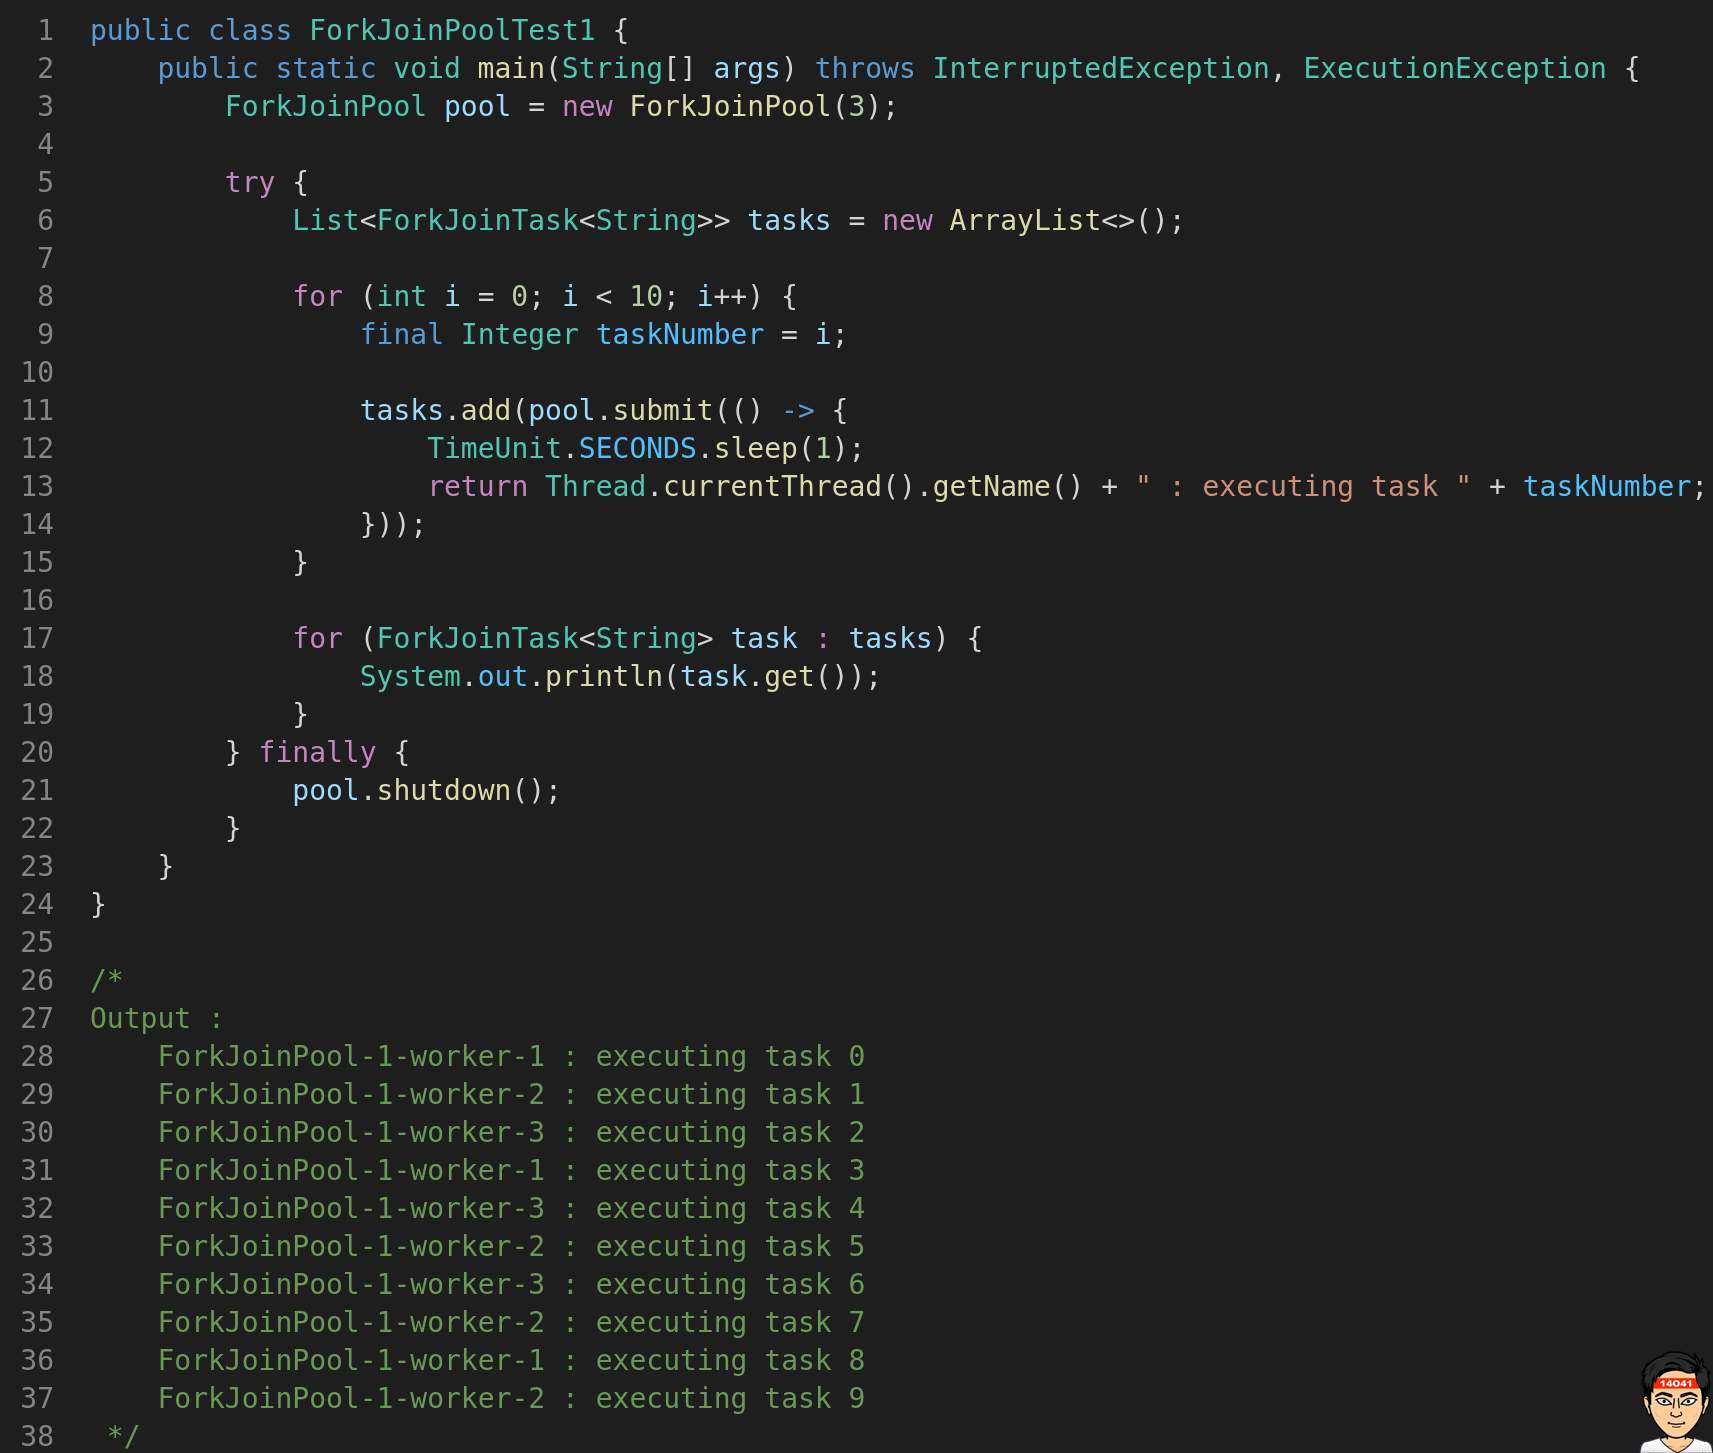 1 public class ForkJoinPoolTest1 {
2     public static void main(String[] args) throws InterruptedException, ExecutionException {
3         ForkJoinPool pool = new ForkJoinPool(3);
4
5         try {
6             List<ForkJoinTask<String>> tasks = new ArrayList<>();
7
8             for (int i = 0; i < 10; i++) {
9                 final Integer taskNumber = i;
10
11                 tasks.add(pool.submit(() -> {
12                     TimeUnit.SECONDS.sleep(1);
13                     return Thread.currentThread().getName() + " : executing task " + taskNumber;
14                 }));
15             }
16
17             for (ForkJoinTask<String> task : tasks) {
18                 System.out.println(task.get());
19             }
20         } finally {
21             pool.shutdown();
22         }
23     }
24 }
25
26 /*
27 Output :
28     ForkJoinPool-1-worker-1 : executing task 0
29     ForkJoinPool-1-worker-2 : executing task 1
30     ForkJoinPool-1-worker-3 : executing task 2
31     ForkJoinPool-1-worker-1 : executing task 3
32     ForkJoinPool-1-worker-3 : executing task 4
33     ForkJoinPool-1-worker-2 : executing task 5
34     ForkJoinPool-1-worker-3 : executing task 6
35     ForkJoinPool-1-worker-2 : executing task 7
36     ForkJoinPool-1-worker-1 : executing task 8
37     ForkJoinPool-1-worker-2 : executing task 9
38  */
14041